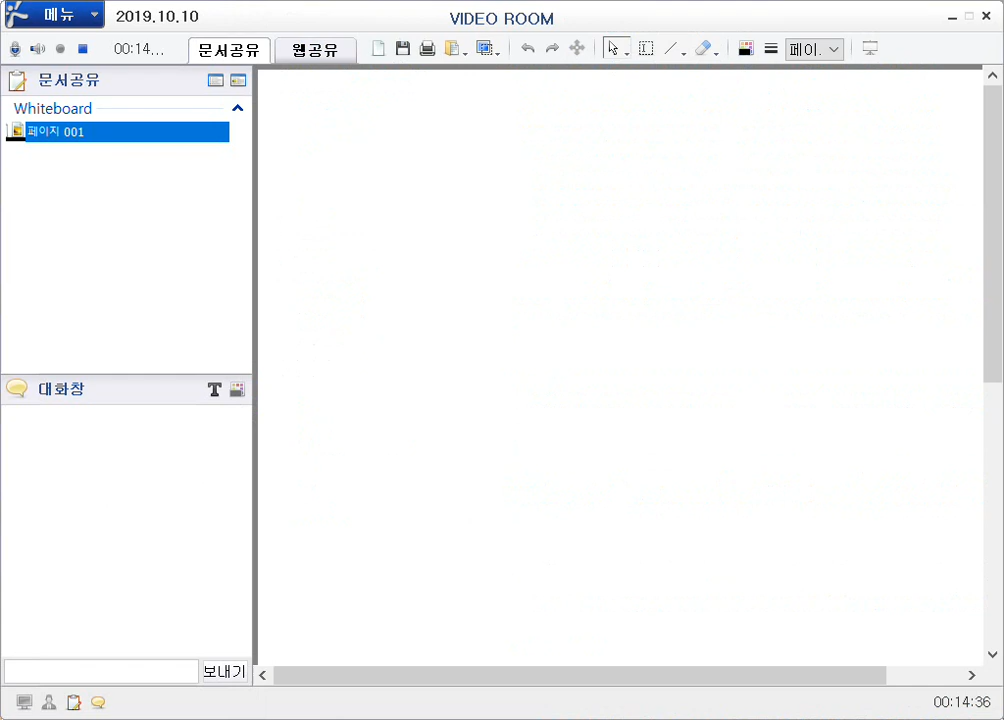 메뉴 2019.10.10 VIDEO ROOM
00:14... 문서공유 웹공유 페이.
문서공유
Whiteboard
페이지 001
대화창 T
보내기
00:14:36